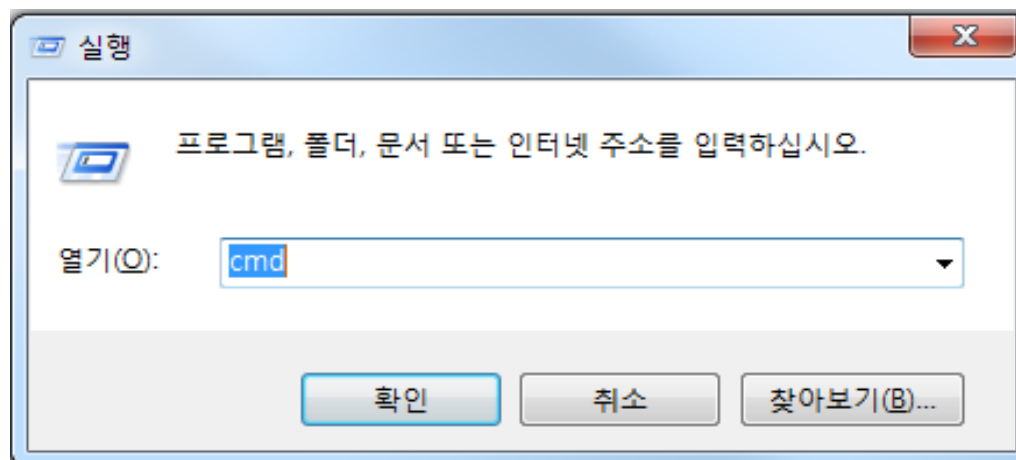 실행
프로그램, 폴더, 문서 또는 인터넷 주소를 입력하십시오.
열기(O): cmd
확인 취소 찾아보기(B)...